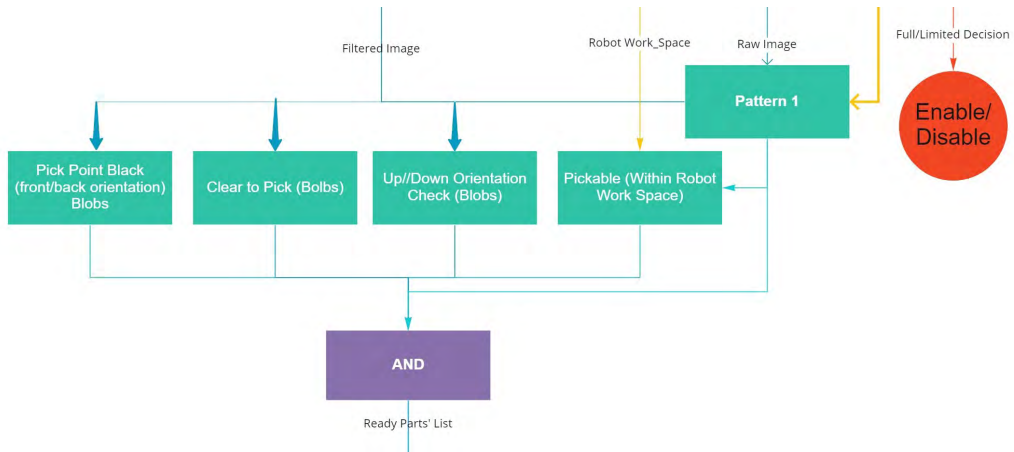 Filtered Image
Robot Work_Space
Raw Image
Full/Limited Decision
Pattern 1
Enable/
Disable
Pick Point Black
(front/back orientation)
Blobs
Clear to Pick (Bolbs)
Up//Down Orientation
Check (Blobs)
Pickable (Within Robot
Work Space)
AND
Ready Parts' List